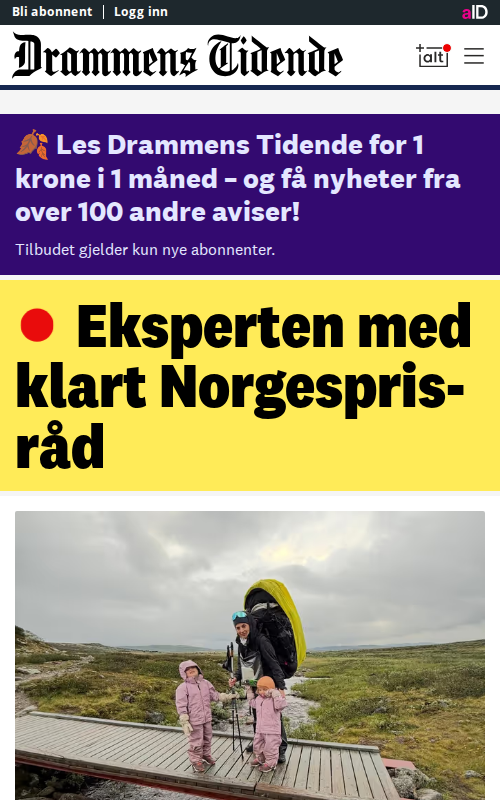 Bli abonnent | Logg inn
aID
Drammens Tidende
+alt
🍂 Les Drammens Tidende for 1
krone i 1 måned – og få nyheter fra
over 100 andre aviser!
Tilbudet gjelder kun nye abonnenter.
Eksperten med
klart Norgespris-
råd